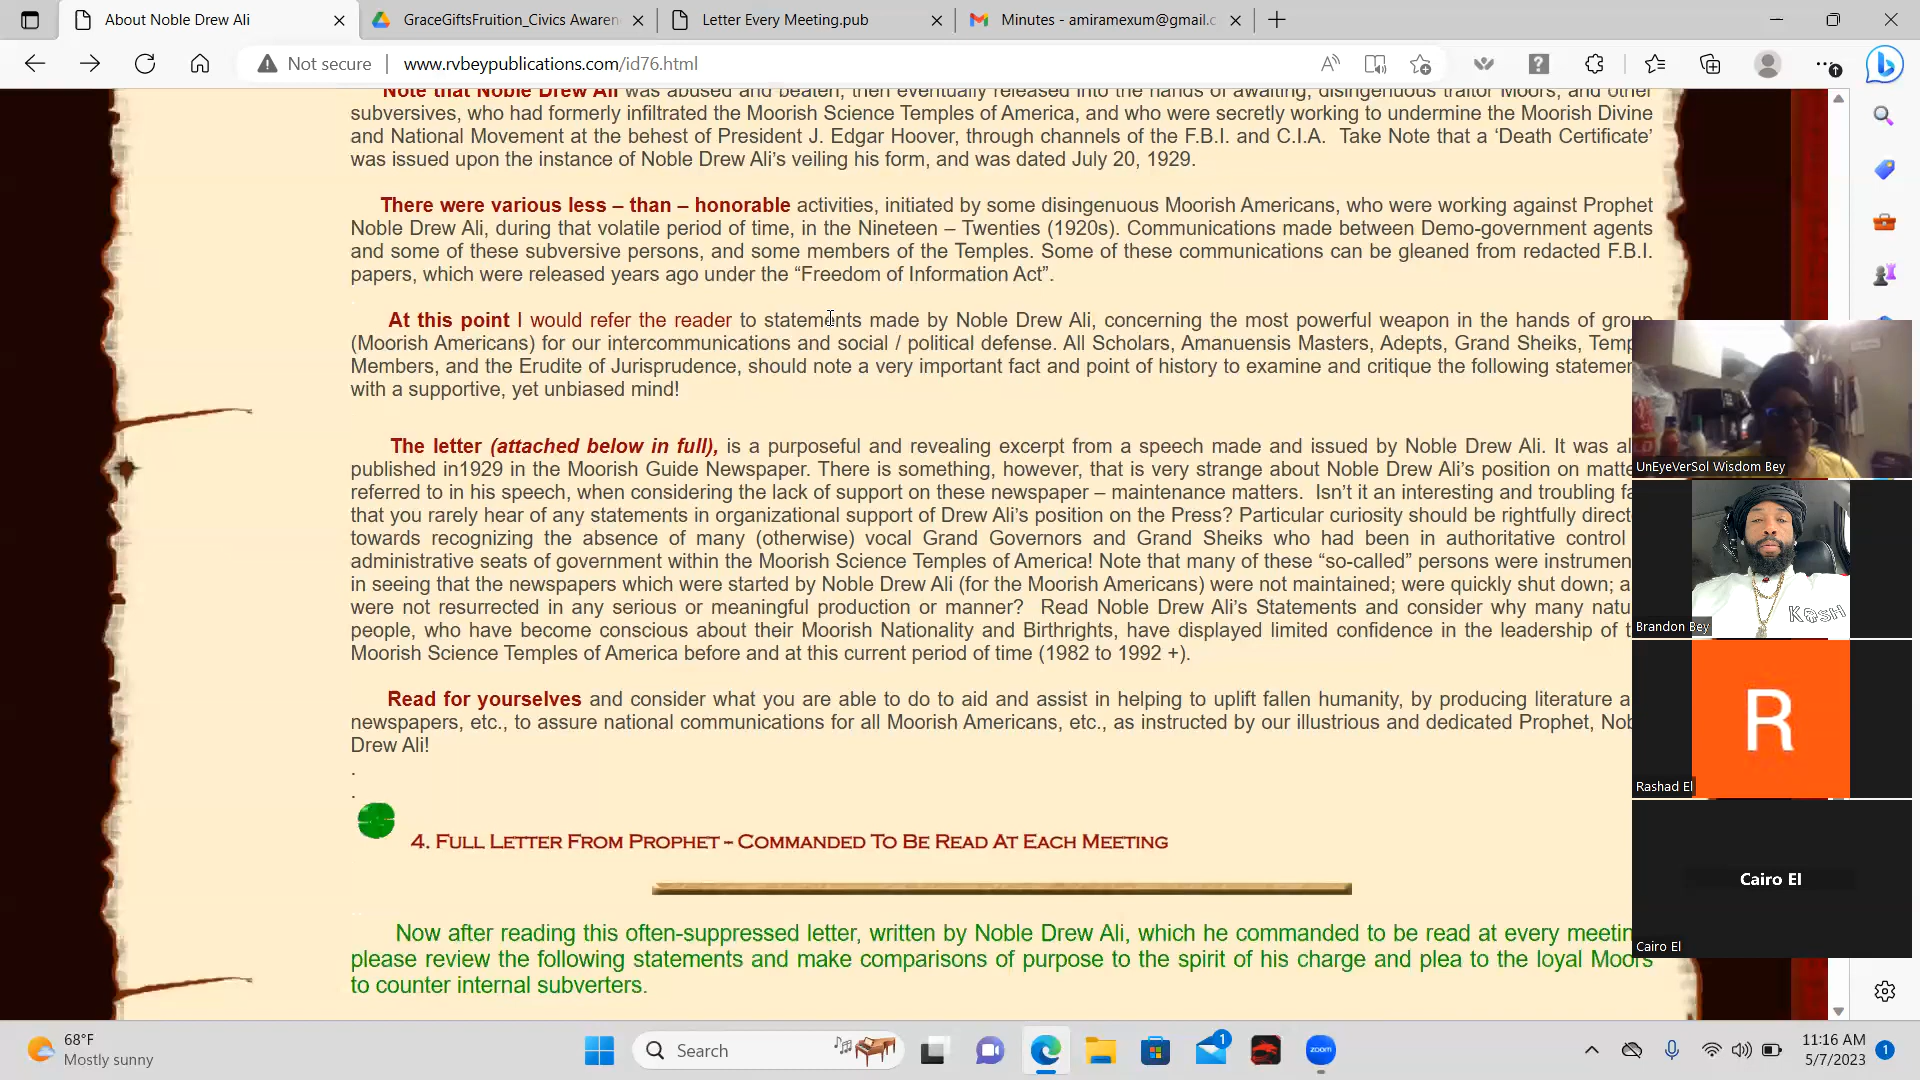 About Noble Drew Ali
GraceGiftsFruition_Civics Awaren
Letter Every Meeting.pub
Minutes - amiramexum@gmail.c
Not secure
www.rvbeypublications.com/id76.html
Note that Noble Drew Ali was abused and beaten, then eventually released into the hands of awaiting, disingenuous traitor Moors, and other
subversives, who had formerly infiltrated the Moorish Science Temples of America, and who were secretly working to undermine the Moorish Divine
and National Movement at the behest of President J. Edgar Hoover, through channels of the F.B.I. and C.I.A. Take Note that a ‘Death Certificate’
was issued upon the instance of Noble Drew Ali’s veiling his form, and was dated July 20, 1929.
There were various less – than – honorable activities, initiated by some disingenuous Moorish Americans, who were working against Prophet
Noble Drew Ali, during that volatile period of time, in the Nineteen – Twenties (1920s). Communications made between Demo-government agents
and some of these subversive persons, and some members of the Temples. Some of these communications can be gleaned from redacted F.B.I.
papers, which were released years ago under the “Freedom of Information Act”.
At this point I would refer the reader to statements made by Noble Drew Ali, concerning the most powerful weapon in the hands of group
(Moorish Americans) for our intercommunications and social / political defense. All Scholars, Amanuensis Masters, Adepts, Grand Sheiks, Temp
Members, and the Erudite of Jurisprudence, should note a very important fact and point of history to examine and critique the following statemen
with a supportive, yet unbiased mind!
The letter (attached below in full), is a purposeful and revealing excerpt from a speech made and issued by Noble Drew Ali. It was al
published in1929 in the Moorish Guide Newspaper. There is something, however, that is very strange about Noble Drew Ali’s position on matte
referred to in his speech, when considering the lack of support on these newspaper – maintenance matters. Isn’t it an interesting and troubling fa
that you rarely hear of any statements in organizational support of Drew Ali’s position on the Press? Particular curiosity should be rightfully direct
towards recognizing the absence of many (otherwise) vocal Grand Governors and Grand Sheiks who had been in authoritative control
administrative seats of government within the Moorish Science Temples of America! Note that many of these “so-called” persons were instrumen
in seeing that the newspapers which were started by Noble Drew Ali (for the Moorish Americans) were not maintained; were quickly shut down; a
were not resurrected in any serious or meaningful production or manner? Read Noble Drew Ali’s Statements and consider why many natu
people, who have become conscious about their Moorish Nationality and Birthrights, have displayed limited confidence in the leadership of t
Moorish Science Temples of America before and at this current period of time (1982 to 1992 +).
Read for yourselves and consider what you are able to do to aid and assist in helping to uplift fallen humanity, by producing literature a
newspapers, etc., to assure national communications for all Moorish Americans, etc., as instructed by our illustrious and dedicated Prophet, Nob
Drew Ali!
.
.
4. Full Letter From Prophet – Commanded To Be Read At Each Meeting
Now after reading this often-suppressed letter, written by Noble Drew Ali, which he commanded to be read at every meetin
please review the following statements and make comparisons of purpose to the spirit of his charge and plea to the loyal Moors
to counter internal subverters.
UnEyeVerSol Wisdom Bey
K@SH
Brandon Bey
R
Rashad El
Cairo El
Cairo El
68°F
Mostly sunny
Search
1
zoom
11:16 AM
5/7/2023
1